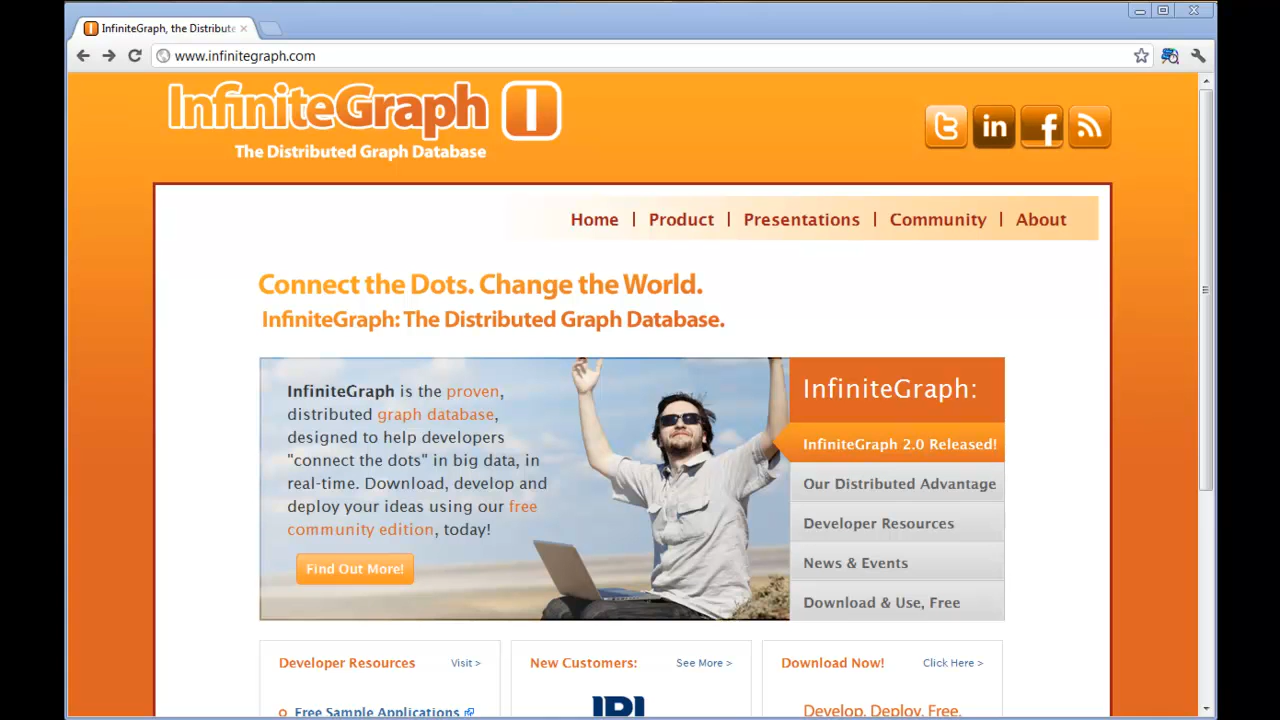 InfiniteGraph, the Distribute
www.infinitegraph.com
InfiniteGraph I
The Distributed Graph Database
in f
Home | Product | Presentations | Community | About
Connect the Dots. Change the World.
InfiniteGraph: The Distributed Graph Database.
InfiniteGraph is the proven,
distributed graph database,
designed to help developers
"connect the dots" in big data, in
real-time. Download, develop and
deploy your ideas using our free
community edition, today!
Find Out More!
InfiniteGraph:
InfiniteGraph 2.0 Released!
Our Distributed Advantage
Developer Resources
News & Events
Download & Use, Free
Developer Resources Visit >
Free Sample Applications
New Customers: See More >
Download Now! Click Here >
Develop. Deploy. Free.